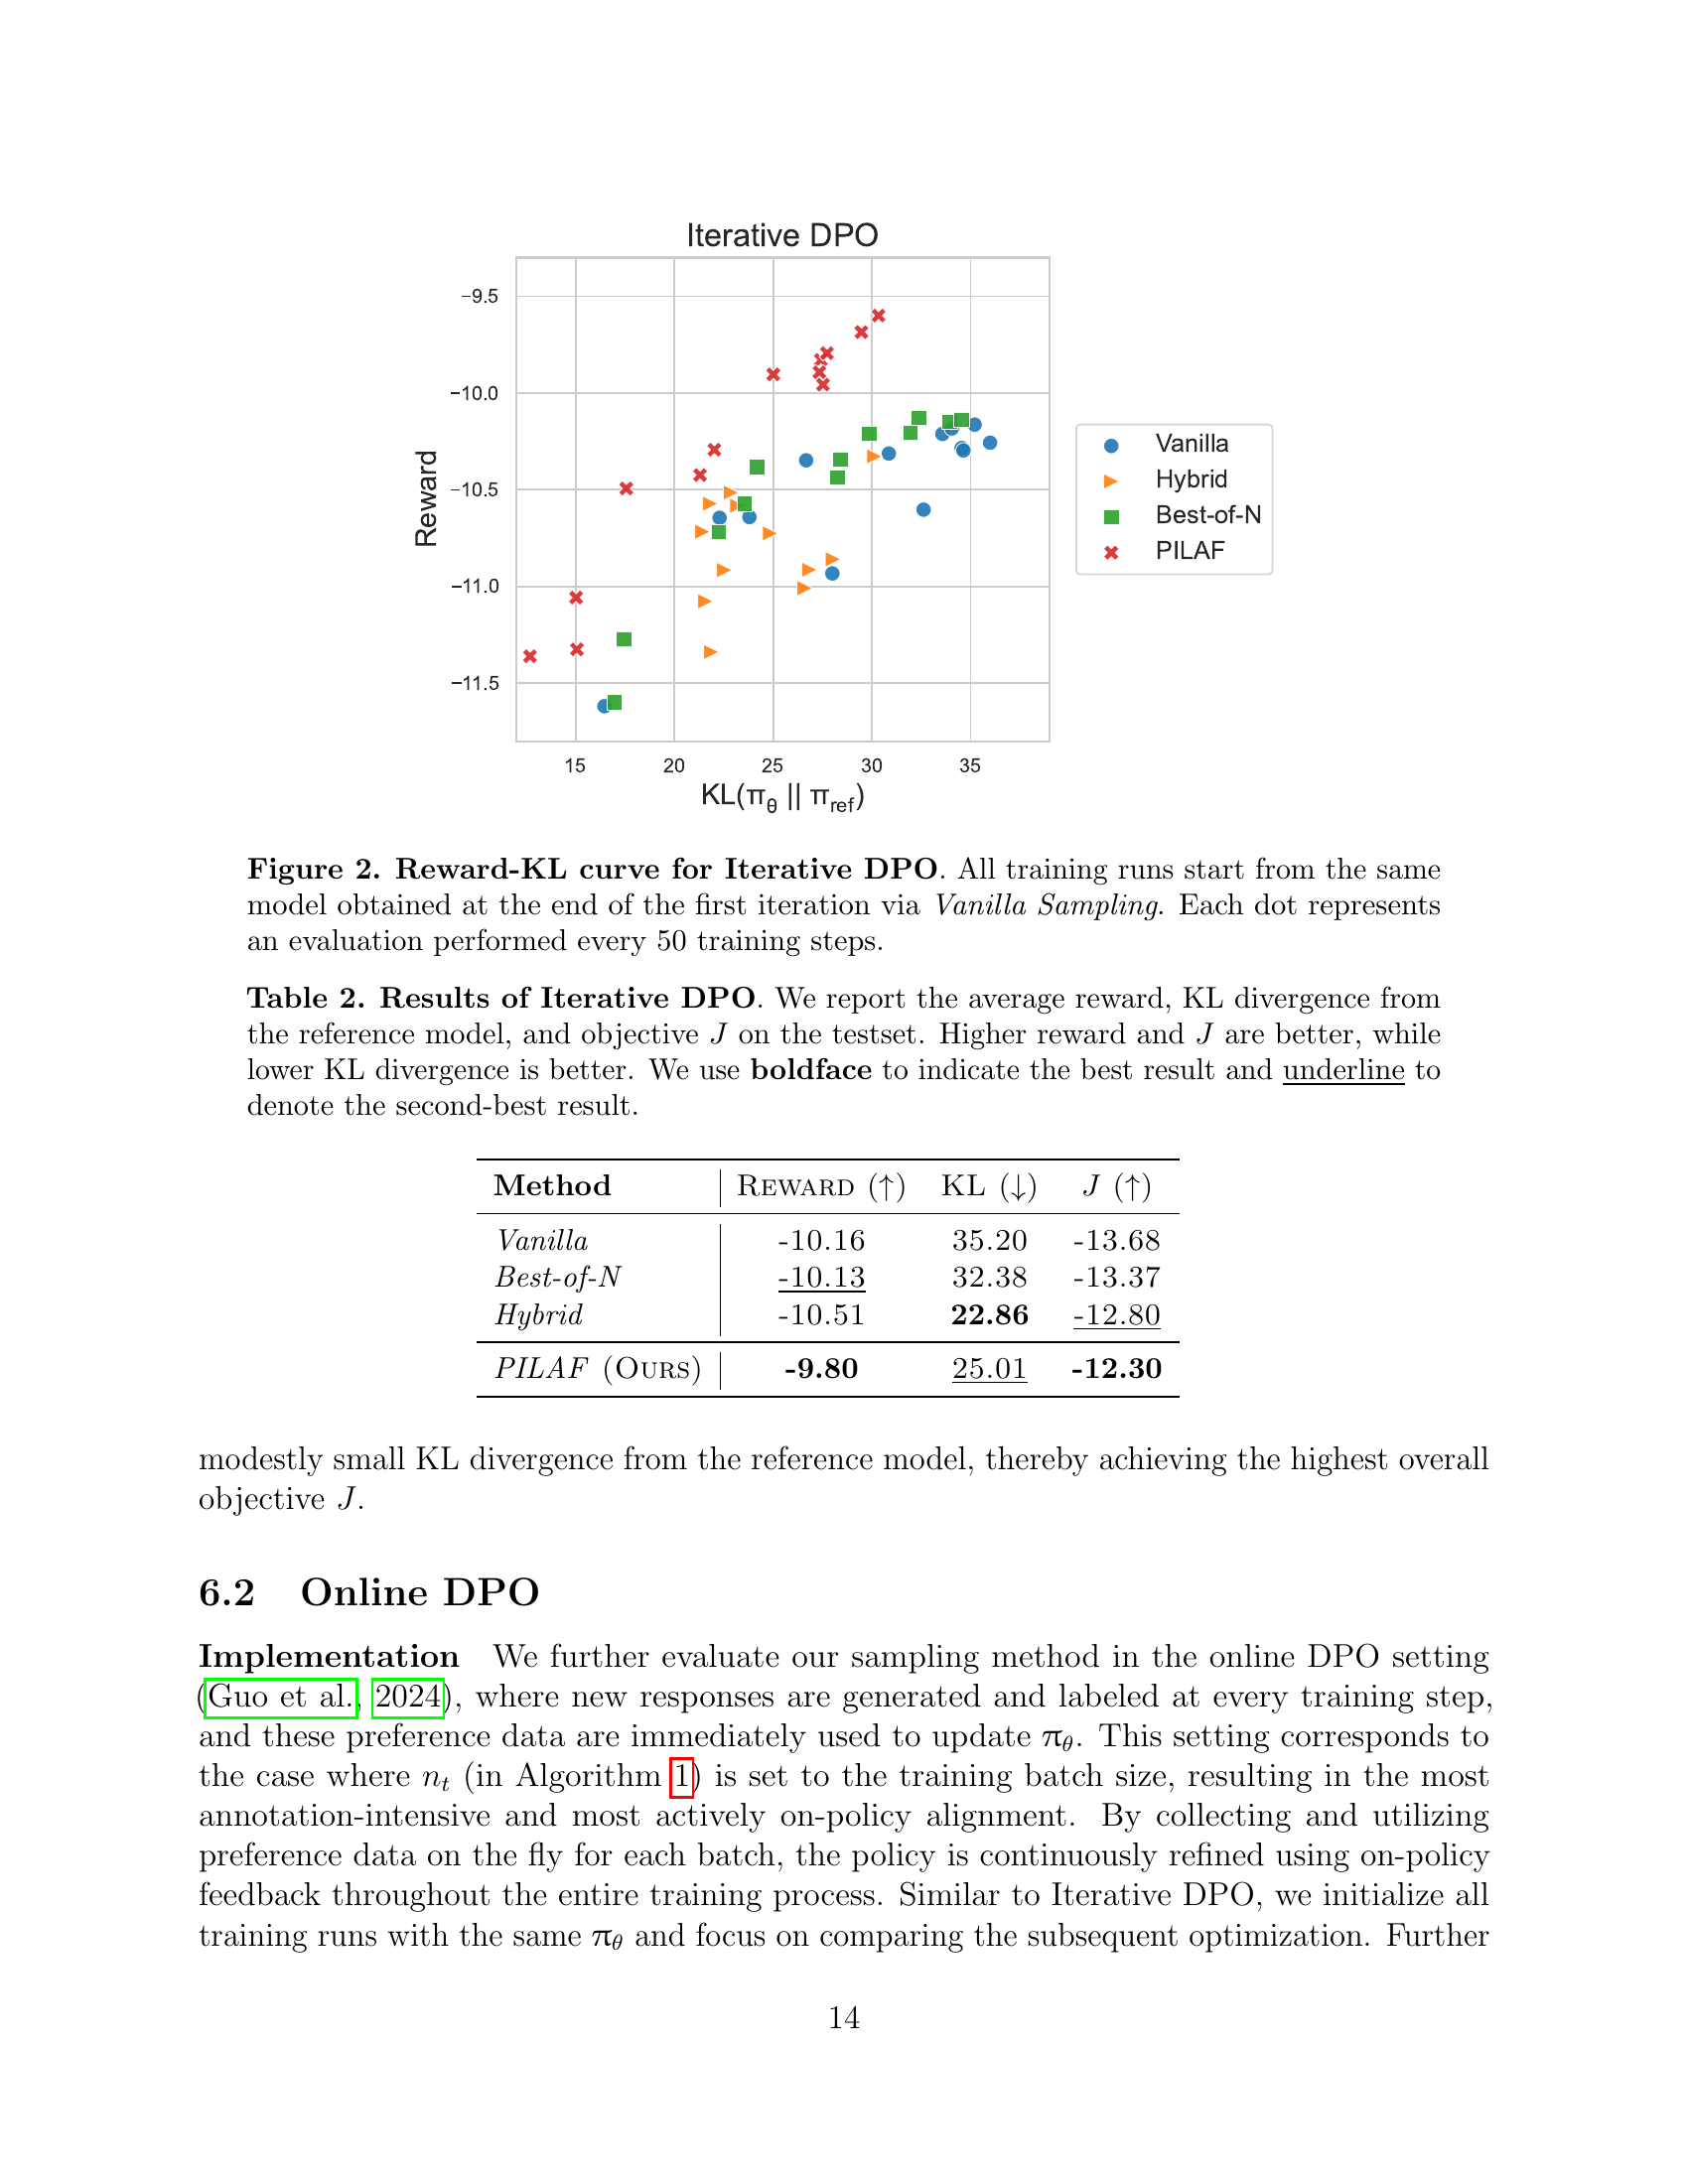 Iterative DPO
−9.5
−10.0
−10.5
−11.0
−11.5
Reward
15 20 25 30 35
KL(πθ || πref)
Vanilla
Hybrid
Best-of-N
PILAF
Figure 2. Reward-KL curve for Iterative DPO. All training runs start from the same
model obtained at the end of the first iteration via Vanilla Sampling. Each dot represents
an evaluation performed every 50 training steps.
Table 2. Results of Iterative DPO. We report the average reward, KL divergence from
the reference model, and objective J on the testset. Higher reward and J are better, while
lower KL divergence is better. We use boldface to indicate the best result and underline to
denote the second-best result.
Method REWARD (↑) KL (↓) J (↑)
Vanilla -10.16 35.20 -13.68
Best-of-N -10.13 32.38 -13.37
Hybrid -10.51 22.86 -12.80
PILAF (OURS) -9.80 25.01 -12.30
modestly small KL divergence from the reference model, thereby achieving the highest overall
objective J.
6.2 Online DPO
Implementation We further evaluate our sampling method in the online DPO setting
(Guo et al., 2024), where new responses are generated and labeled at every training step,
and these preference data are immediately used to update πθ. This setting corresponds to
the case where nt (in Algorithm 1) is set to the training batch size, resulting in the most
annotation-intensive and most actively on-policy alignment. By collecting and utilizing
preference data on the fly for each batch, the policy is continuously refined using on-policy
feedback throughout the entire training process. Similar to Iterative DPO, we initialize all
training runs with the same πθ and focus on comparing the subsequent optimization. Further
14